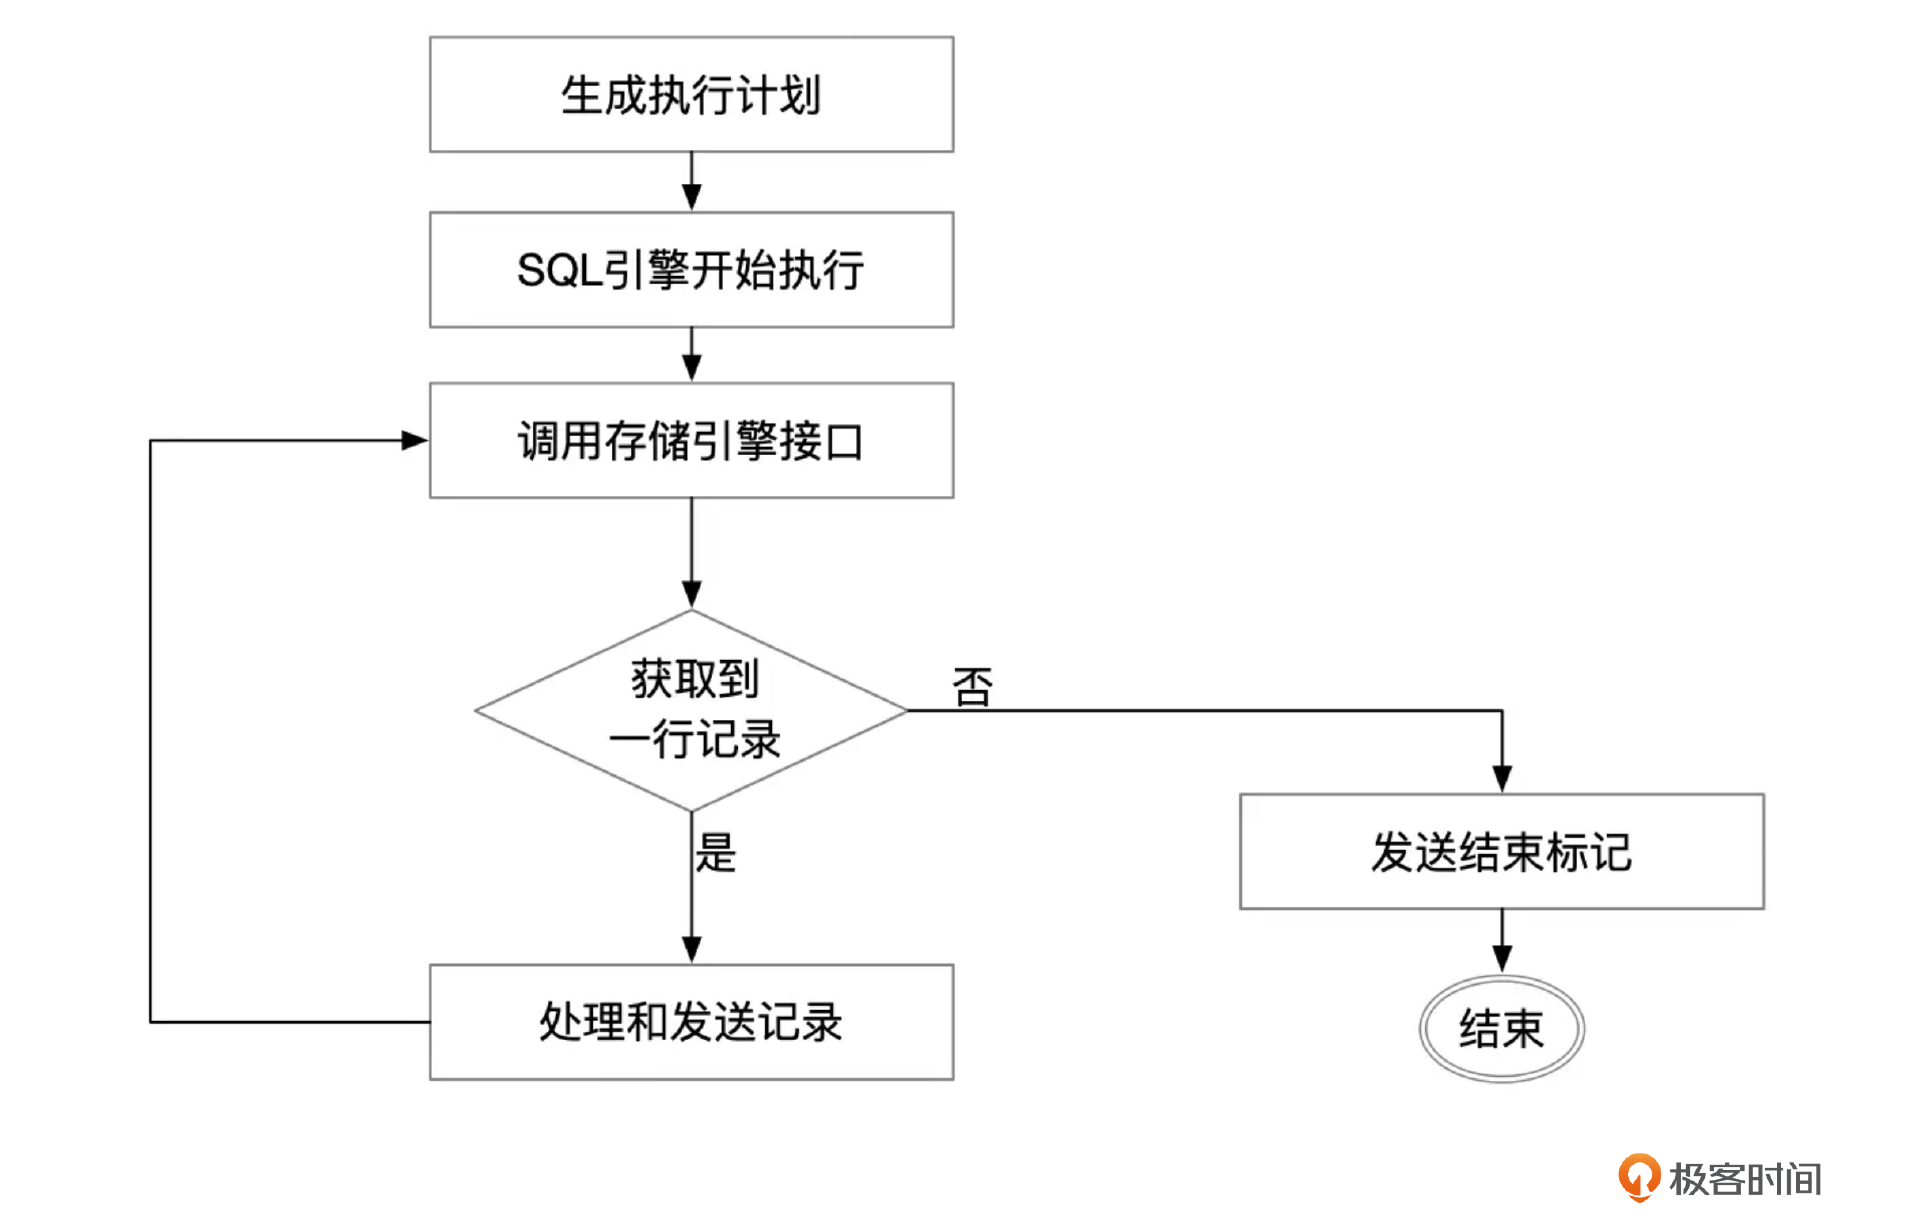 生成执行计划
SQL引擎开始执行
调用存储引擎接口
获取到
一行记录
否
是
发送结束标记
处理和发送记录
结束
极客时间